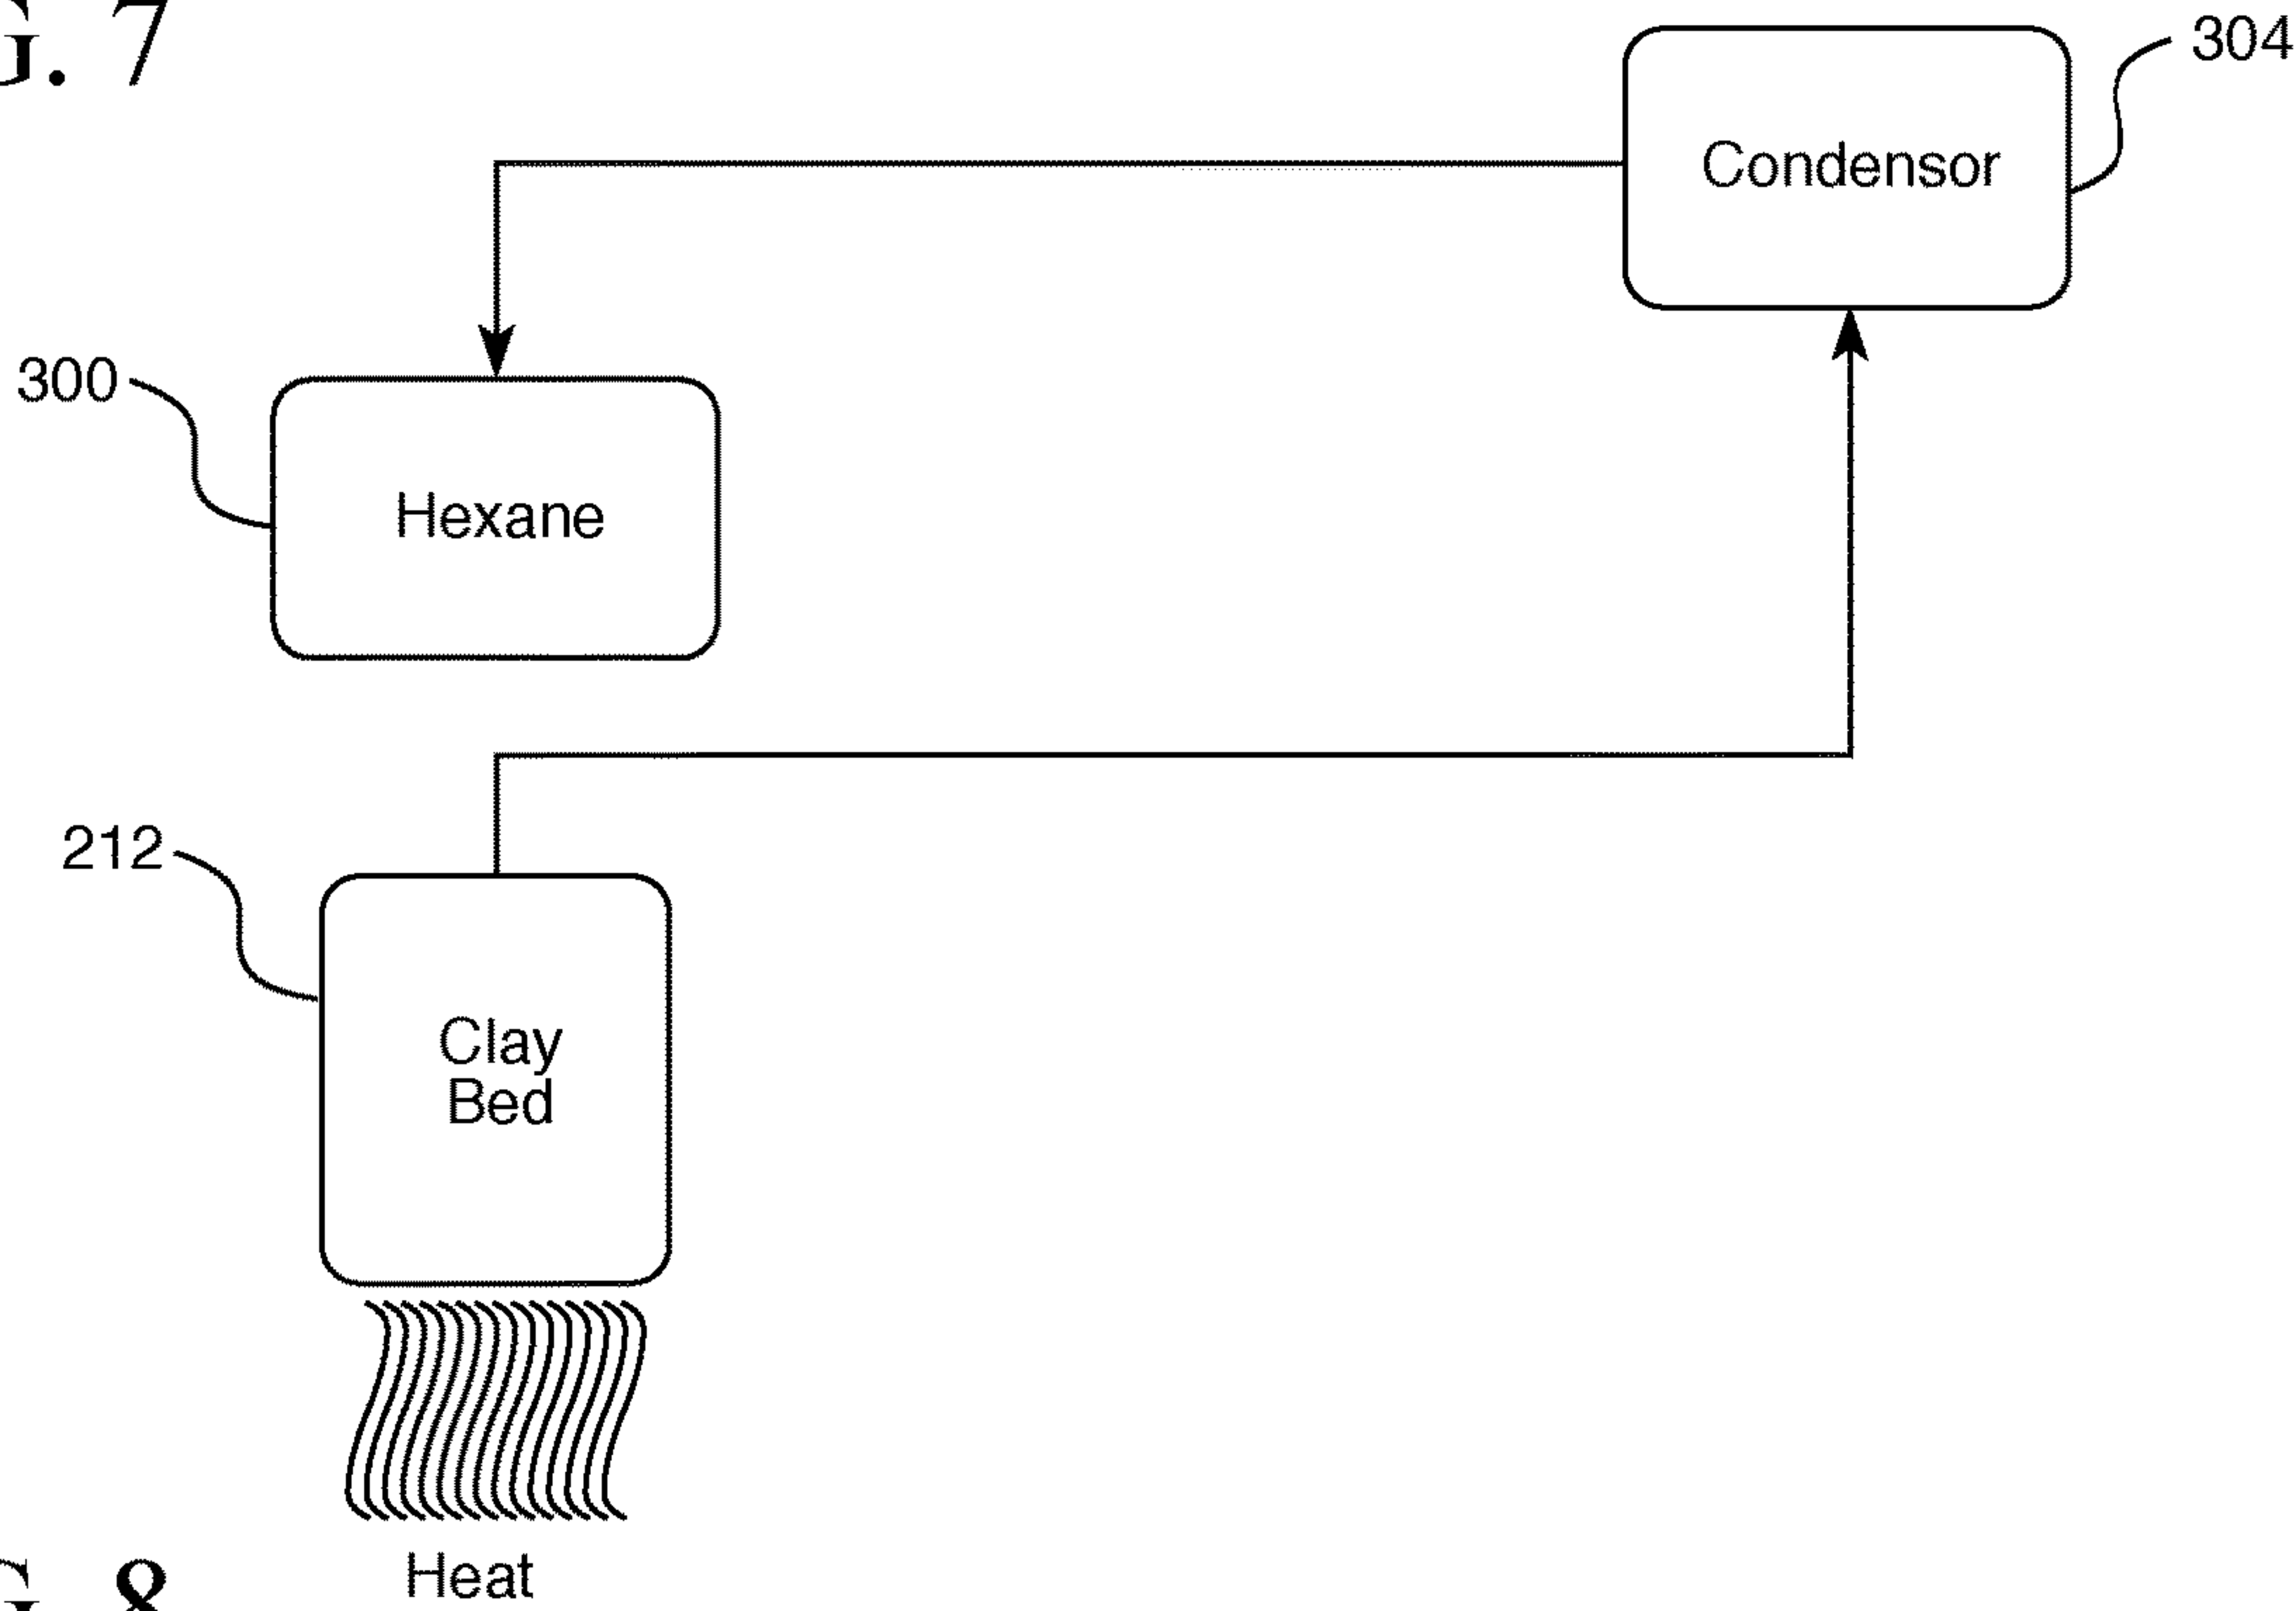 G. 7
304
Condensor
300
Hexane
212
Clay
Bed
Heat
G. 8